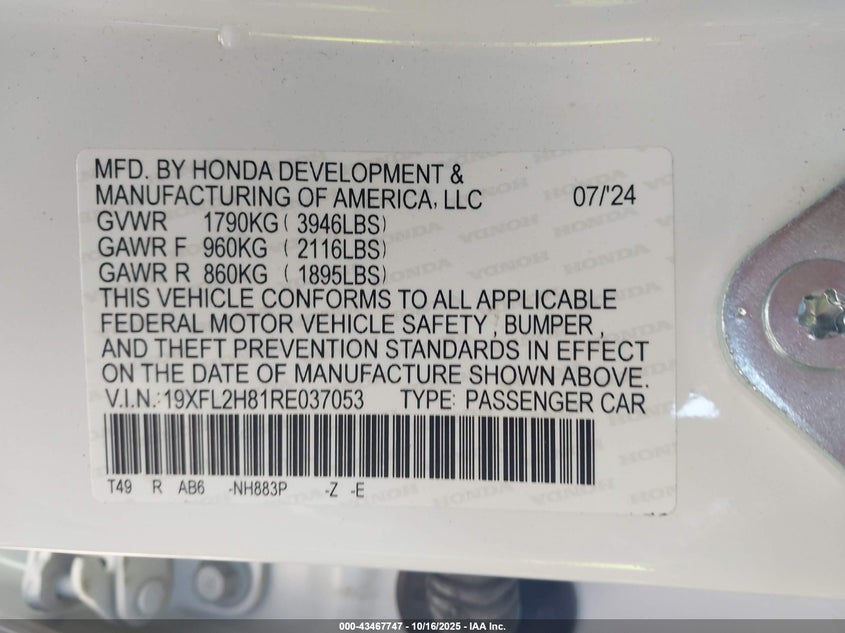 MFD. BY HONDA DEVELOPMENT &
MANUFACTURING OF AMERICA, LLC 07/'24
GVWR 1790KG ( 3946LBS)
GAWR F 960KG ( 2116LBS)
GAWR R 860KG ( 1895LBS)
THIS VEHICLE CONFORMS TO ALL APPLICABLE
FEDERAL MOTOR VEHICLE SAFETY , BUMPER ,
AND THEFT PREVENTION STANDARDS IN EFFECT
ON THE DATE OF MANUFACTURE SHOWN ABOVE.
V.I.N.: 19XFL2H81RE037053 TYPE: PASSENGER CAR
T49 R AB6 -NH883P -Z -E
000-43467747 - 10/16/2025 - IAA Inc.